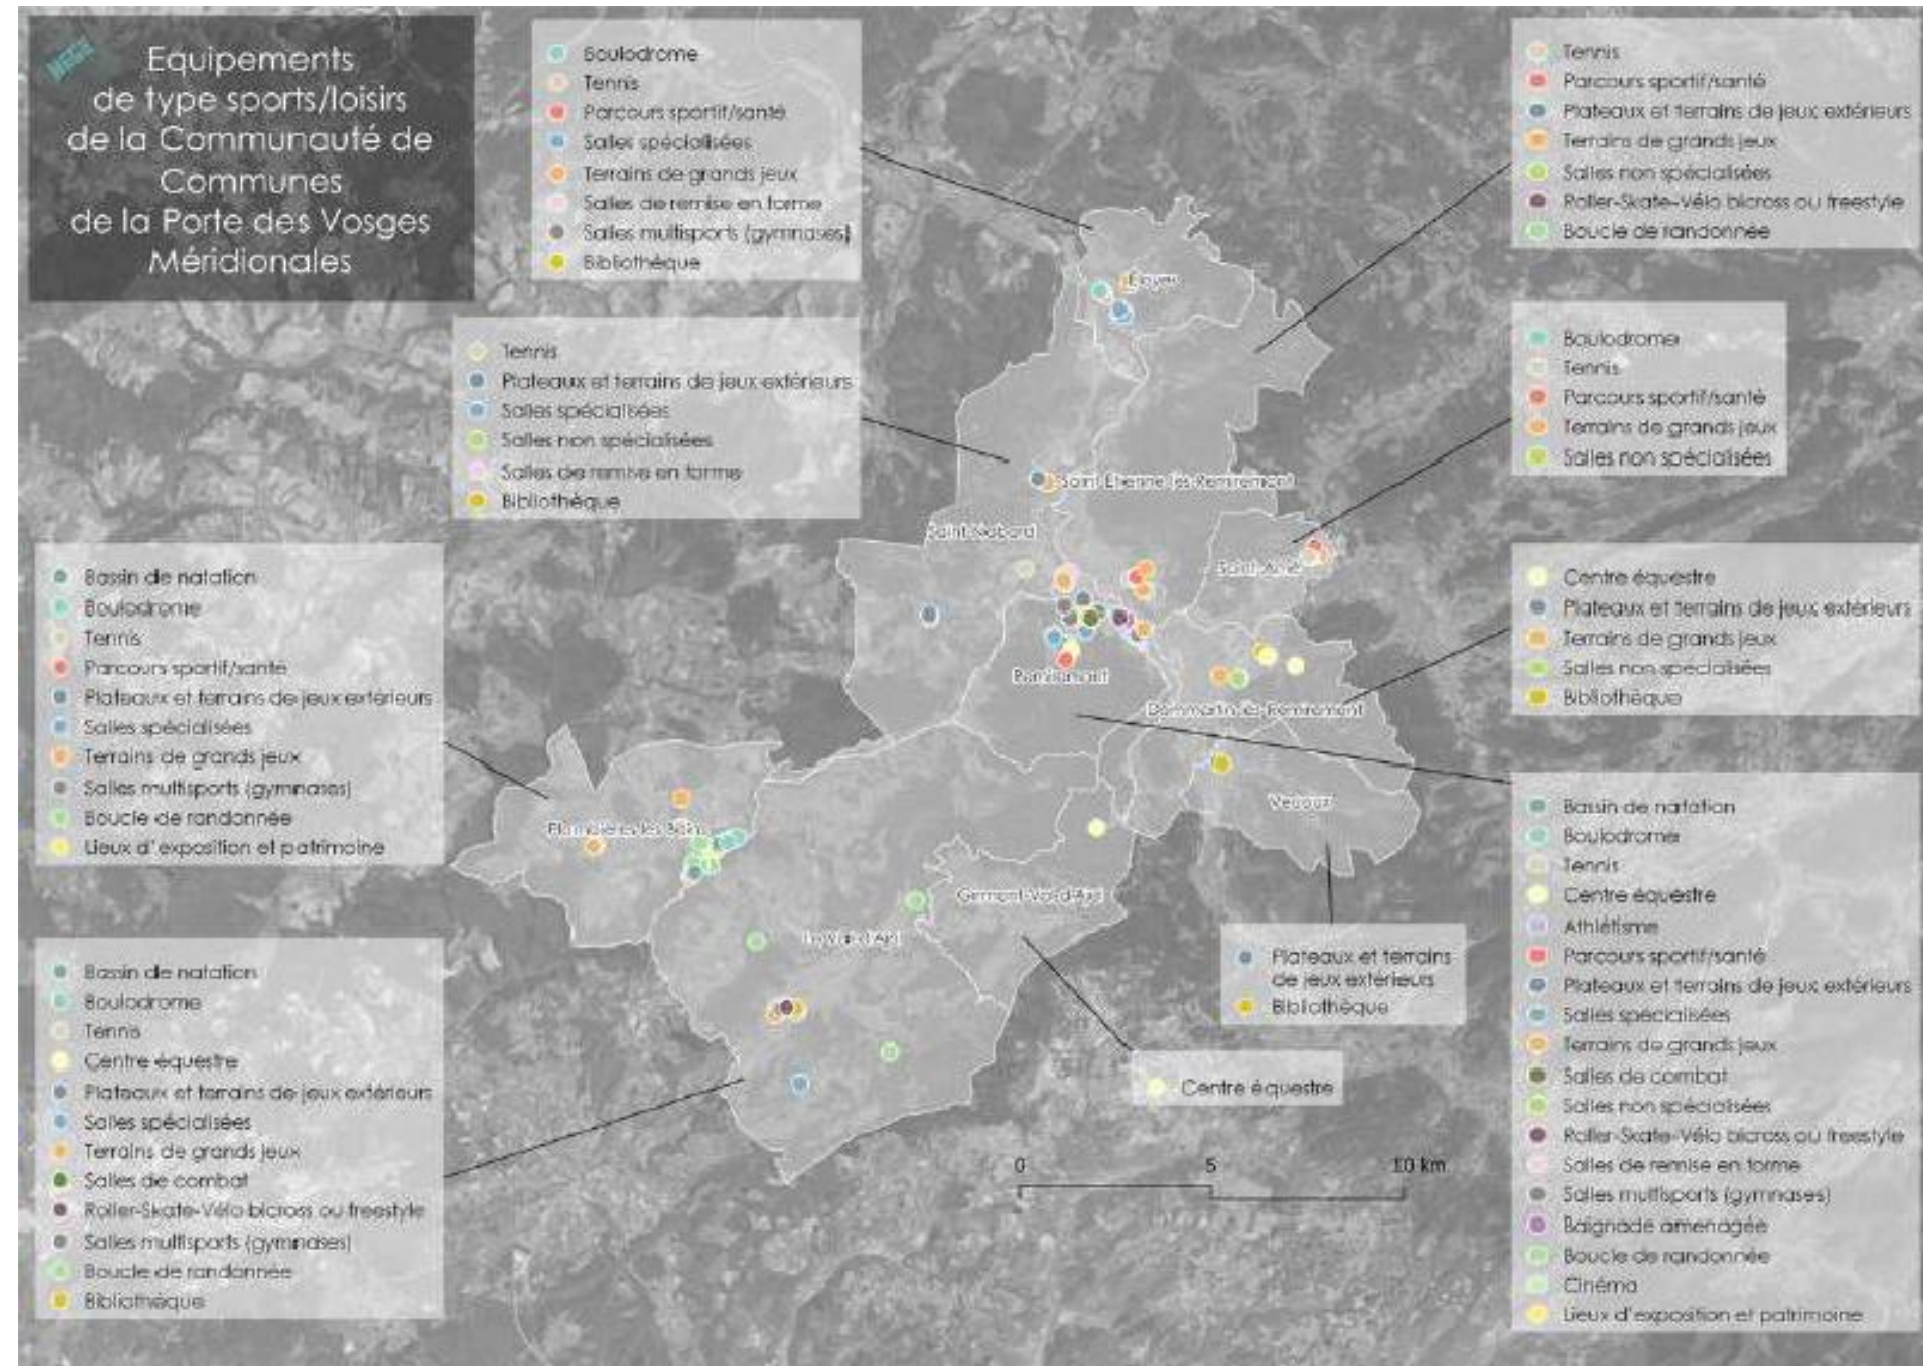 Equipements
de type sports/loisirs
de la Communauté de
Communes
de la Porte des Vosges
Méridionales
Boulodrome
Tennis
Parcours sportif/santé
Salles spécialisées
Terrains de grands jeux
Salles de remise en forme
Salles multisports (gymnases)
Bibliothèque
Tennis
Parcours sportif/santé
Plateaux et terrains de jeux extérieurs
Terrains de grands jeux
Salles non spécialisées
Roller-Skate-Vélo bicross ou freestyle
Boucle de randonnée
Tennis
Plateaux et terrains de jeux extérieurs
Salles spécialisées
Salles non spécialisées
Salles de remise en forme
Bibliothèque
Boulodrome
Tennis
Parcours sportif/santé
Terrains de grands jeux
Salles non spécialisées
Bassin de natation
Boulodrome
Tennis
Parcours sportif/santé
Plateaux et terrains de jeux extérieurs
Salles spécialisées
Terrains de grands jeux
Salles multisports (gymnases)
Boucle de randonnée
Lieux d'exposition et patrimoine
Centre équestre
Plateaux et terrains de jeux extérieurs
Terrains de grands jeux
Salles non spécialisées
Bibliothèque
Bassin de natation
Boulodrome
Tennis
Centre équestre
Plateaux et terrains de jeux extérieurs
Salles spécialisées
Terrains de grands jeux
Salles de combat
Roller-Skate-Vélo bicross ou freestyle
Salles multisports (gymnases)
Boucle de randonnée
Bibliothèque
Bassin de natation
Boulodrome
Tennis
Centre équestre
Athlétisme
Parcours sportif/santé
Plateaux et terrains de jeux extérieurs
Salles spécialisées
Terrains de grands jeux
Salles de combat
Salles non spécialisées
Roller-Skate-Vélo bicross ou freestyle
Salles de remise en forme
Salles multisports (gymnases)
Baignade aménagée
Boucle de randonnée
Cinéma
Lieux d'exposition et patrimoine
Plateaux et terrains
de jeux extérieurs
Bibliothèque
Centre équestre
Eloyes
Saint-Etienne-lès-Remiremont
Saint-Nabord
Saint-Amé
Remiremont
Dommartin-lès-Remiremont
Vecoux
Plombières-les-Bains
Girmont-Val-d'Ajol
Le Val-d'Ajol
0 5 10 km